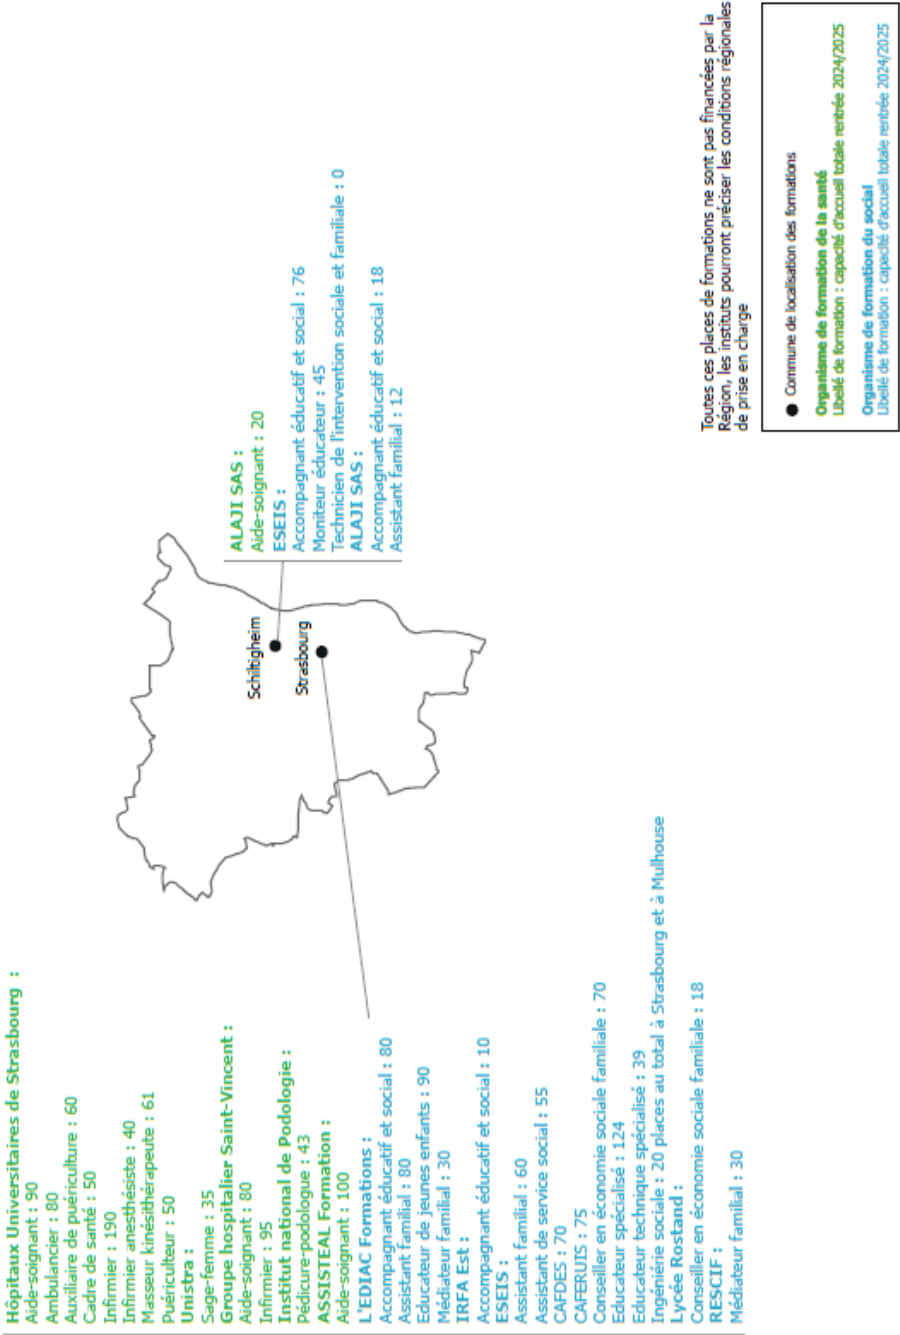 Hôpitaux Universitaires de Strasbourg :
Aide-soignant : 90
Ambulancier : 80
Auxiliaire de puériculture : 60
Cadre de santé : 50
Infirmier : 190
Infirmier anesthésiste : 40
Masseur kinésithérapeute : 61
Puériculteur : 50
Unistra :
Sage-femme : 35
Groupe hospitalier Saint-Vincent :
Aide-soignant : 80
Infirmier : 95
Institut national de Podologie :
Pédicure-podologue : 43
ASSISTEAL Formation :
Aide-soignant : 100
L'EDIAC Formations :
Accompagnant éducatif et social : 80
Assistant familial : 80
Educateur de jeunes enfants : 90
Médiateur familial : 30
IRFA Est :
Accompagnant éducatif et social : 10
ESEIS :
Assistant familial : 60
Assistant de service social : 55
CAFDES : 70
CAFERUIS : 75
Conseiller en économie sociale familiale : 70
Educateur spécialisé : 124
Educateur technique spécialisé : 39
Ingéniérie sociale : 20 places au total à Strasbourg et à Mulhouse
Lycée Rostand :
Conseiller en économie sociale familiale : 18
RESCIF :
Médiateur familial : 30
Schiltigheim
Strasbourg
ALAJI SAS :
Aide-soignant : 20
ESEIS :
Accompagnant éducatif et social : 76
Moniteur éducateur : 45
Technicien de l'intervention sociale et familiale : 0
ALAJI SAS :
Accompagnant éducatif et social : 18
Assistant familial : 12
Toutes ces places de formations ne sont pas financées par la
Région, les instituts pourront préciser les conditions régionales
de prise en charge
Commune de localisation des formations
Organisme de formation de la santé
Libellé de formation : capacité d'accueil totale rentrée 2024/2025
Organisme de formation du social
Libellé de formation : capacité d'accueil totale rentrée 2024/2025